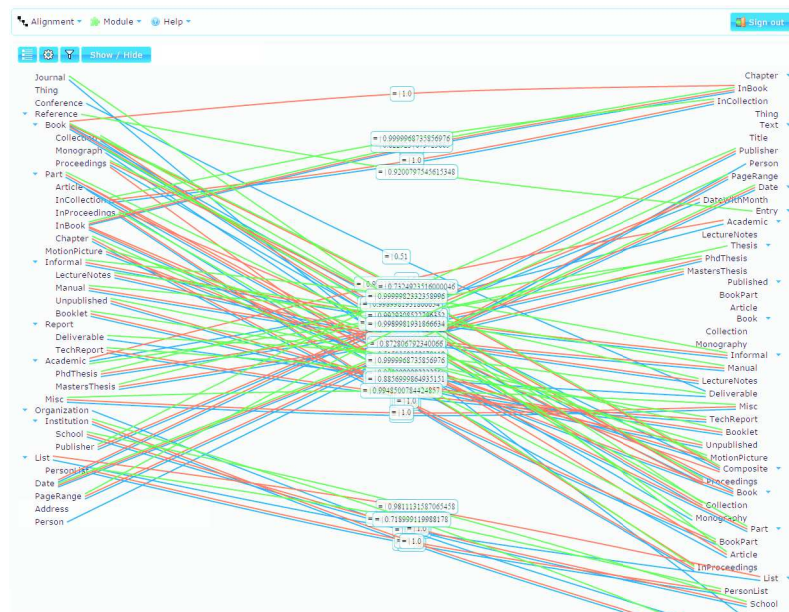 Alignment Module Help Sign out
Show / Hide
Journal
Thing
Conference
Reference
Book
Collection
Monograph
Proceedings
Part
Article
InCollection
InProceedings
InBook
Chapter
MotionPicture
Informal
LectureNotes
Manual
Unpublished
Booklet
Report
Deliverable
TechReport
Academic
PhdThesis
MastersThesis
Misc
Organization
Institution
School
Publisher
List
PersonList
Date
PageRange
Address
Person
= | 1.0
= | 0.9999968735856976
= | 1.0
= | 0.9200797545615348
= | 0.51
= | 0.7324823516000046
= | 0.9999982332358996
= | 0.9989981931866634
= | 0.872806792340066
= | 0.9999968735856976
= | 0.8856999864935151
= | 0.9948500784424857
= | 1.0
= | 1.0
= | 0.9811131587065458
= | 0.718999119988178
= | 1.0
= | 1.0
Chapter
InBook
InCollection
Thing
Text
Title
Publisher
Person
PageRange
Date
DateWithMonth
Entry
Academic
LectureNotes
Thesis
PhdThesis
MastersThesis
Published
BookPart
Article
Book
Collection
Monography
Informal
Manual
LectureNotes
Deliverable
Misc
TechReport
Booklet
Unpublished
MotionPicture
Composite
Proceedings
Book
Collection
Monography
Part
BookPart
Article
InProceedings
List
PersonList
School